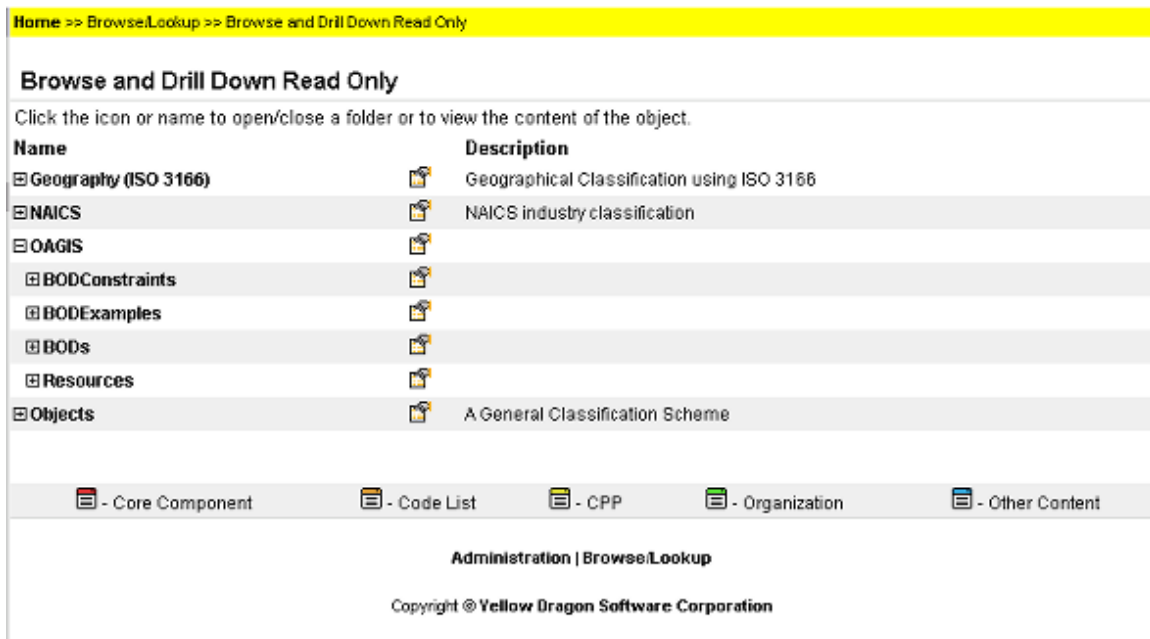 Home >> Browse/Lookup >> Browse and Drill Down Read Only
Browse and Drill Down Read Only
Click the icon or name to open/close a folder or to view the content of the object.
Name Description
Geography (ISO 3166) Geographical Classification using ISO 3166
NAICS NAICS industry classification
OAGIS
BODConstraints
BODExamples
BODs
Resources
Objects A General Classification Scheme
- Core Component - Code List - CPP - Organization - Other Content
Administration | Browse/Lookup
Copyright © Yellow Dragon Software Corporation